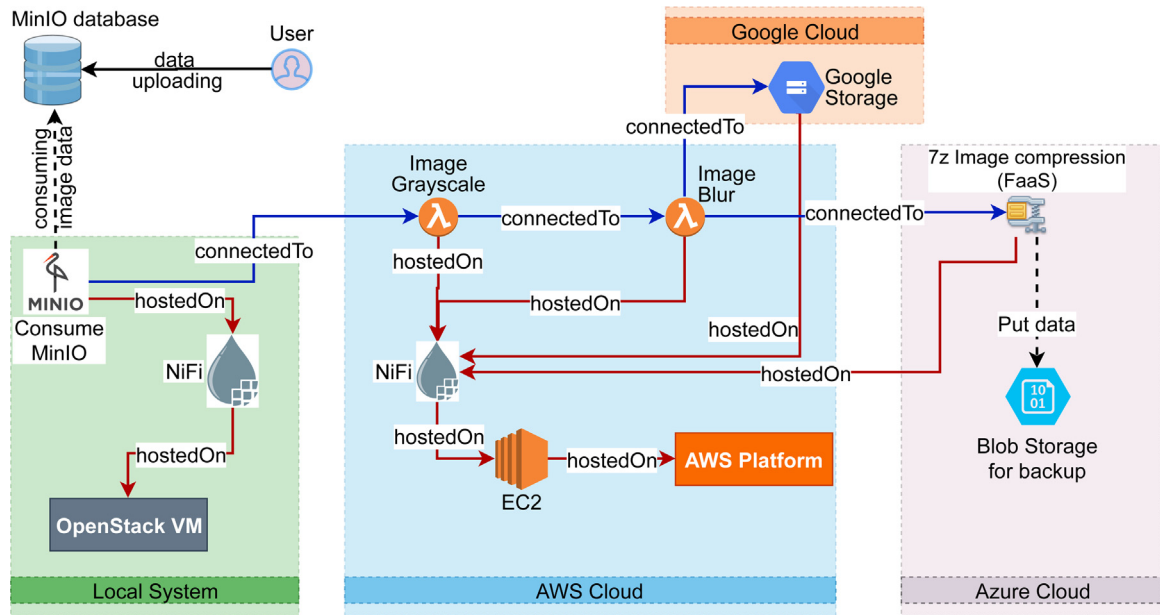 MinIO database
User
data
uploading
consuming
image data
Google Cloud
Google
Storage
connectedTo
Image
Grayscale
Image
Blur
7z Image compression
(FaaS)
connectedTo
connectedTo
connectedTo
MINIO
Consume
MinIO
hostedOn
NiFi
hostedOn
OpenStack VM
Local System
hostedOn
hostedOn
hostedOn
hostedOn
NiFi
hostedOn
EC2
hostedOn
AWS Platform
AWS Cloud
Put data
10
01
Blob Storage
for backup
Azure Cloud